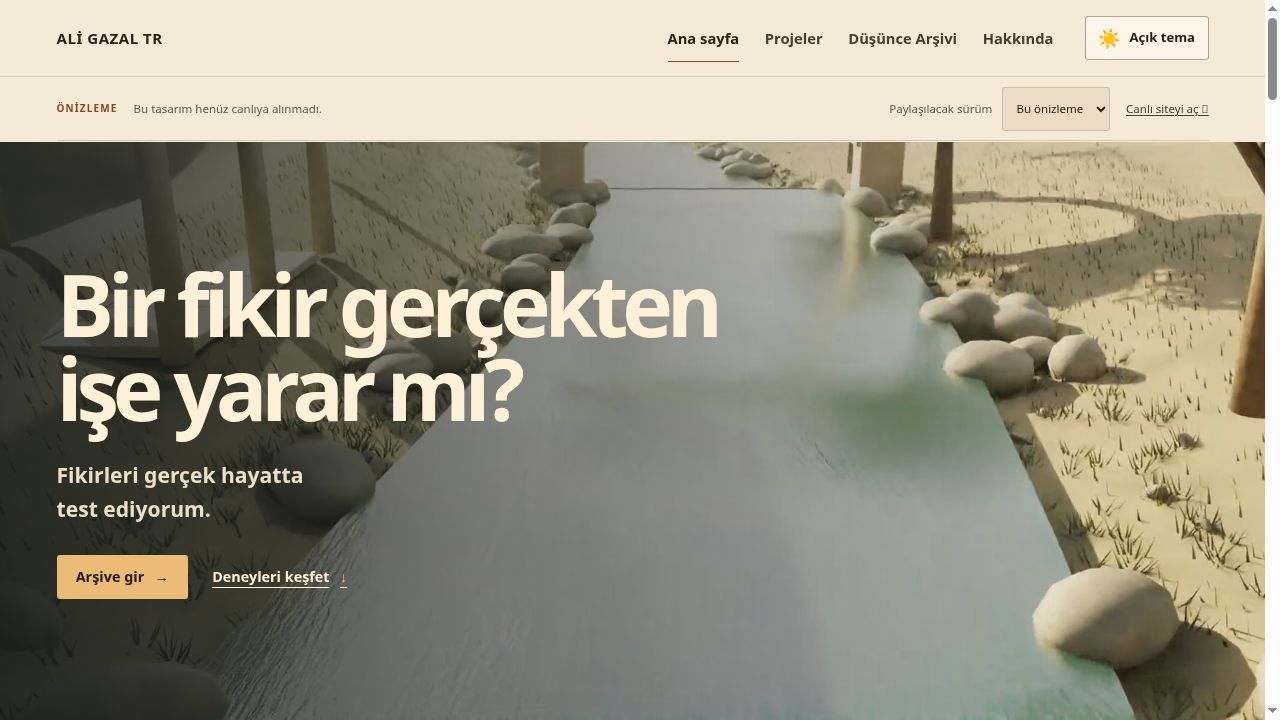 ALİ GAZAL TR
Ana sayfa
Projeler
Düşünce Arşivi
Hakkında
Açık tema
ÖNİZLEME
Bu tasarım henüz canlıya alınmadı.
Paylaşılacak sürüm
Bu önizleme
Canlı siteyi aç
Bir fikir gerçekten
işe yarar mı?
Fikirleri gerçek hayatta
test ediyorum.
Arşive gir →
Deneyleri keşfet ↓